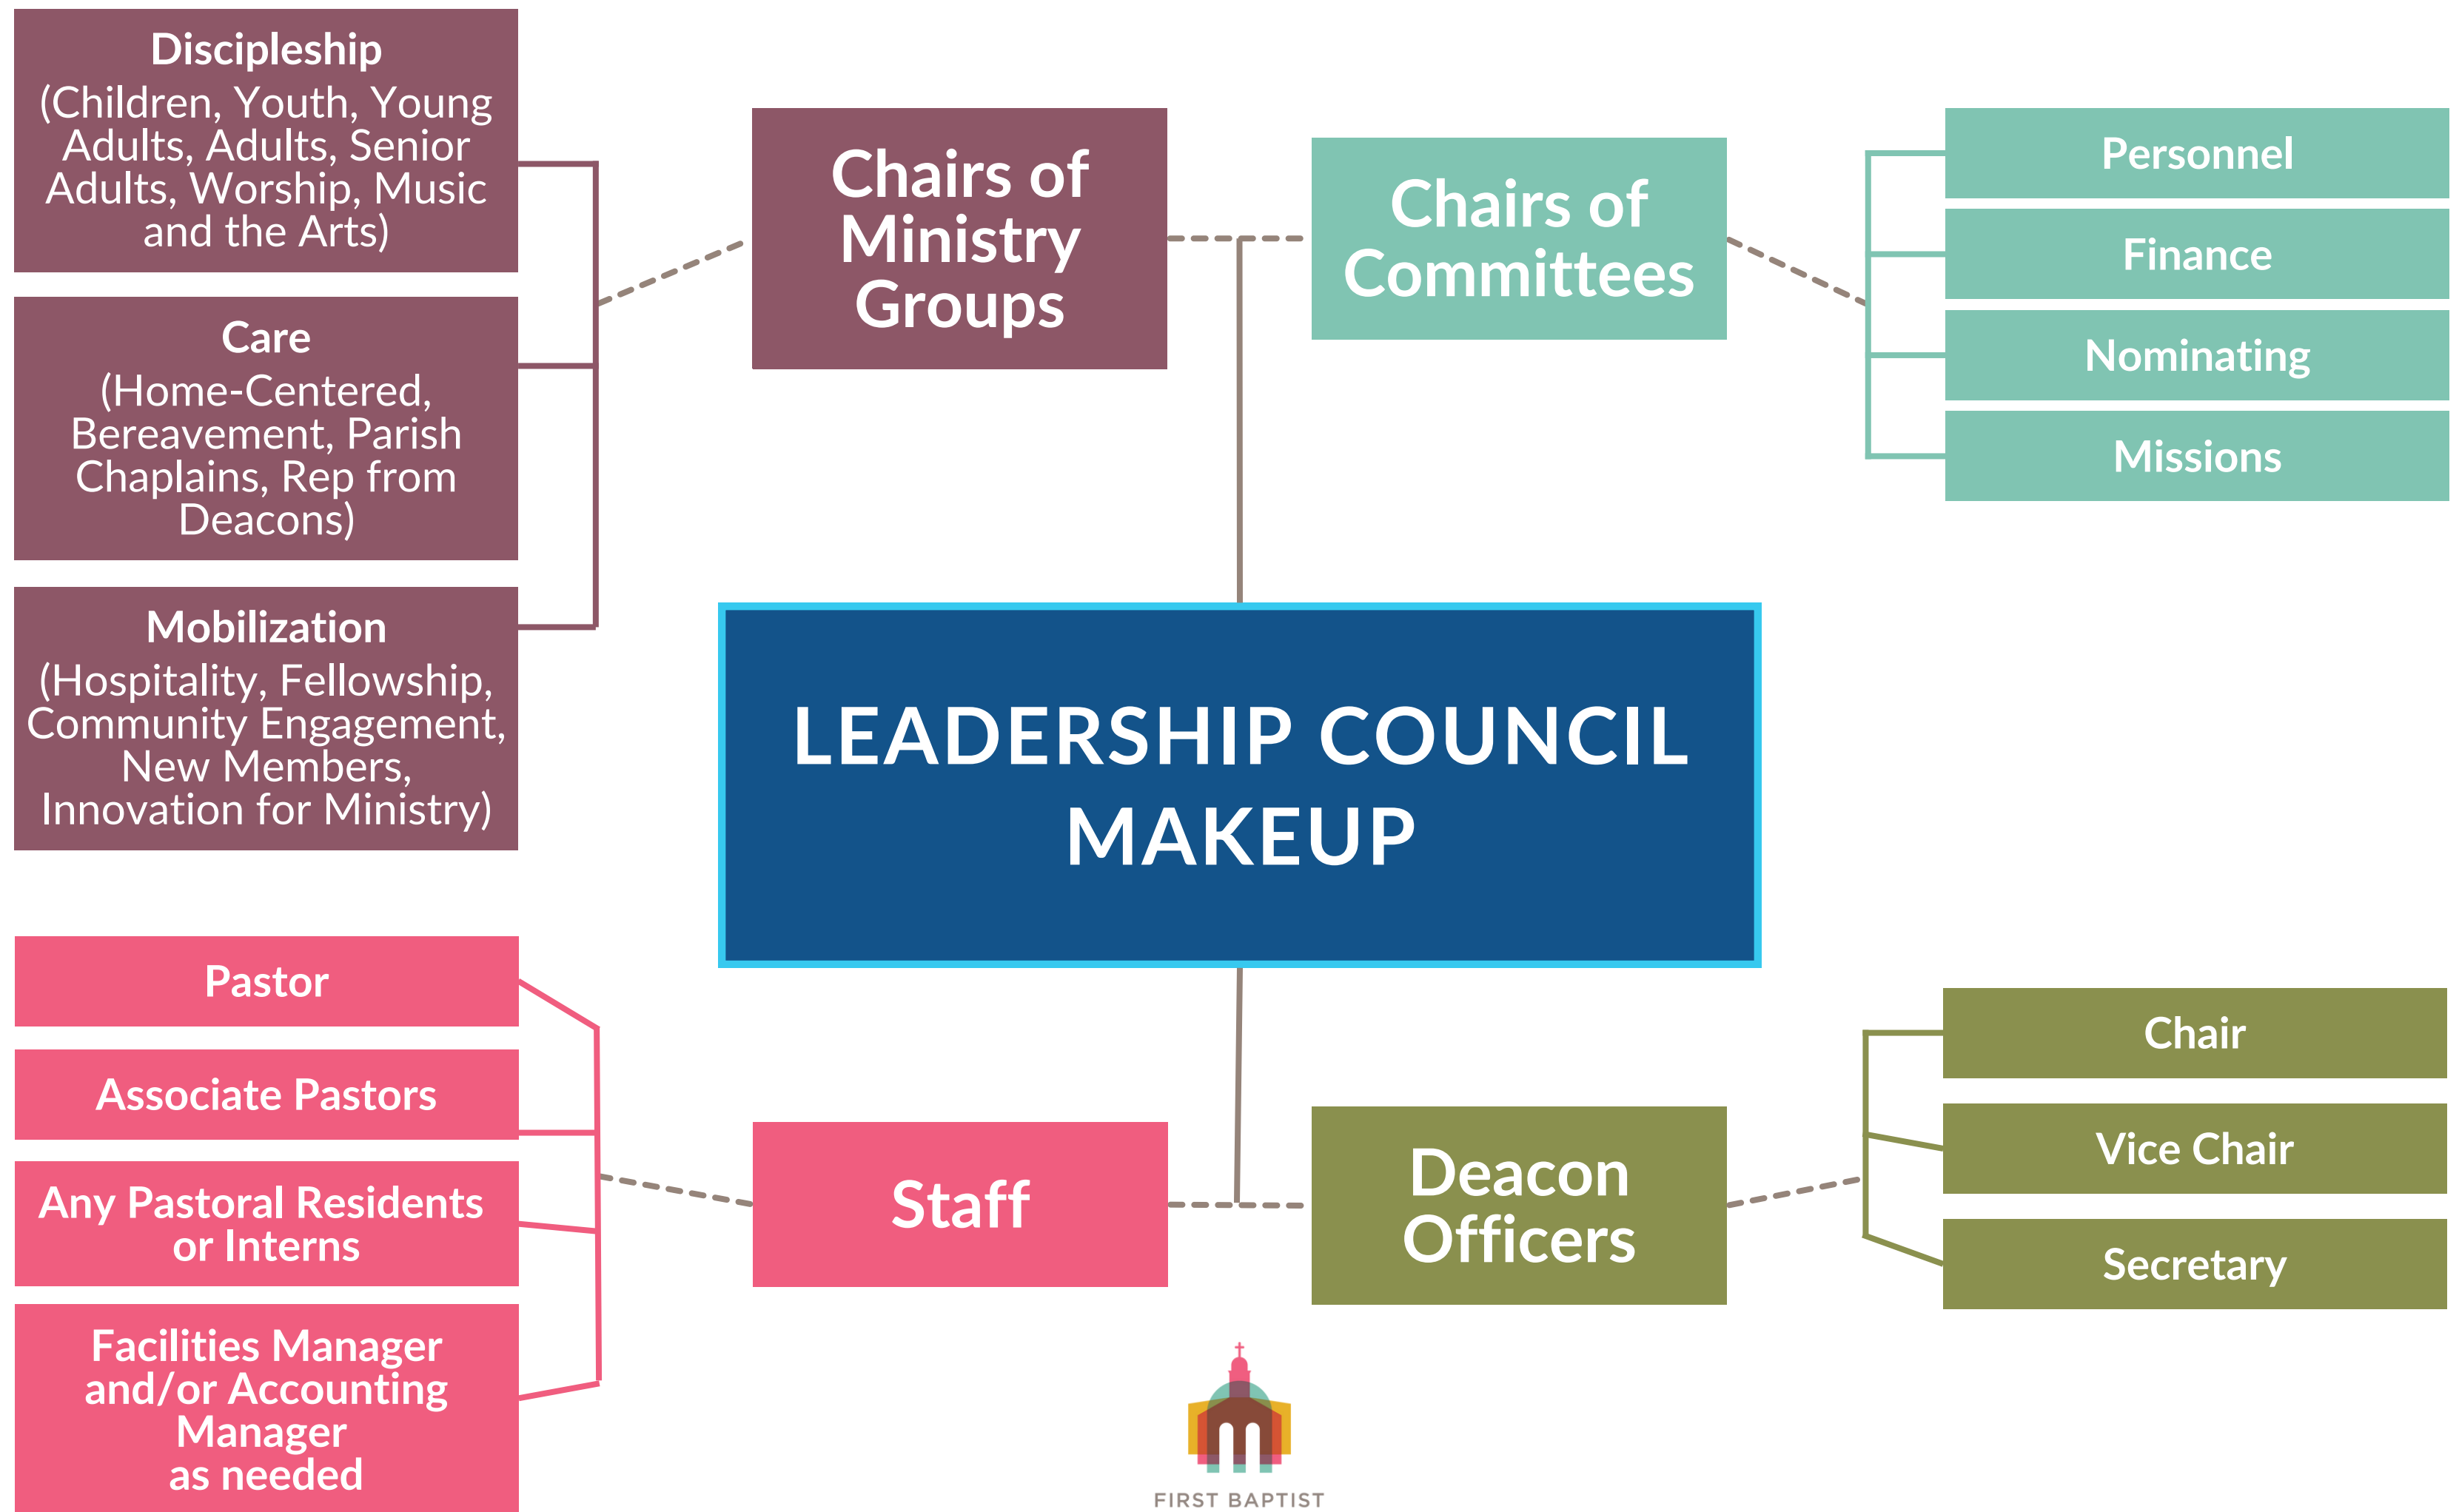 Discipleship
(Children, Youth, Young
Adults, Adults, Senior
Adults, Worship, Music
and the Arts)
Care
(Home-Centered,
Bereavement, Parish
Chaplains, Rep from
Deacons)
Mobilization
(Hospitality, Fellowship,
Community Engagement,
New Members,
Innovation for Ministry)
Chairs of
Ministry
Groups
Chairs of
Committees
Personnel
Finance
Nominating
Missions
LEADERSHIP COUNCIL
MAKEUP
Pastor
Associate Pastors
Any Pastoral Residents
or Interns
Facilities Manager
and/or Accounting
Manager
as needed
Staff
Deacon
Officers
Chair
Vice Chair
Secretary
FIRST BAPTIST